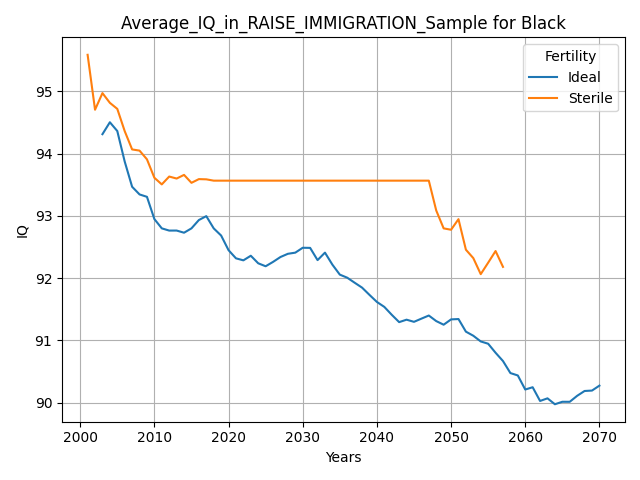 Average_IQ_in_RAISE_IMMIGRATION_Sample for Black
Fertility
Ideal
Sterile
IQ
95
94
93
92
91
90
2000 2010 2020 2030 2040 2050 2060 2070
Years